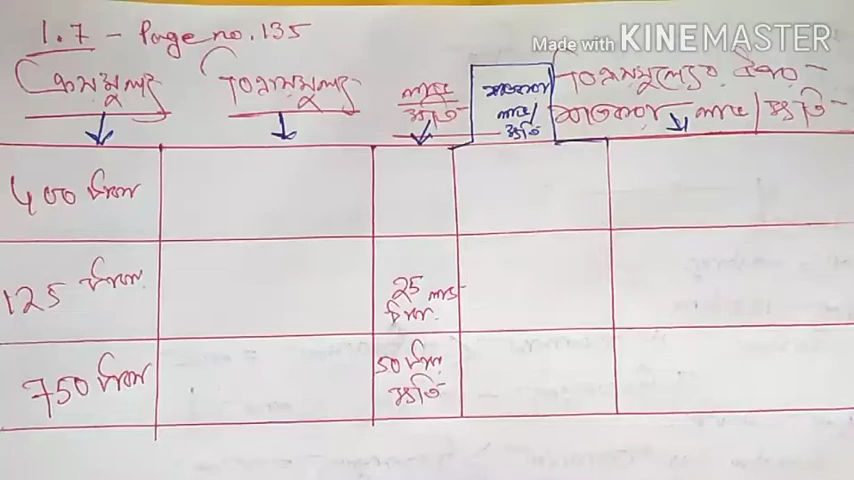 1.7 - Page no. 135
Made with KINEMASTER
ক্রয়মূল্য বিক্রয়মূল্য লাভ/ক্ষতি শতকরা লাভ/ক্ষতি বিক্রয়মূল্যের উপর শতকরা লাভ/ক্ষতি
400 টাকা
125 টাকা 25 টাকা লাভ
750 টাকা 50 টাকা ক্ষতি